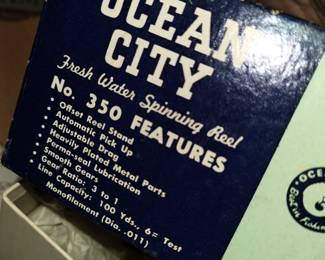 OCEAN
CITY
Fresh Water Spinning Reel
No. 350 FEATURES
• Offset Reel Stand
• Automatic Pick Up
• Adjustable Drag
• Heavily Plated Metal Parts
• Perma-seal Lubrication
• Smooth Gears
• Gear Ratio: 3 to 1
• Line Capacity: 100 Yds., 6# Test
Monofilament (Dia. .011)
OCE